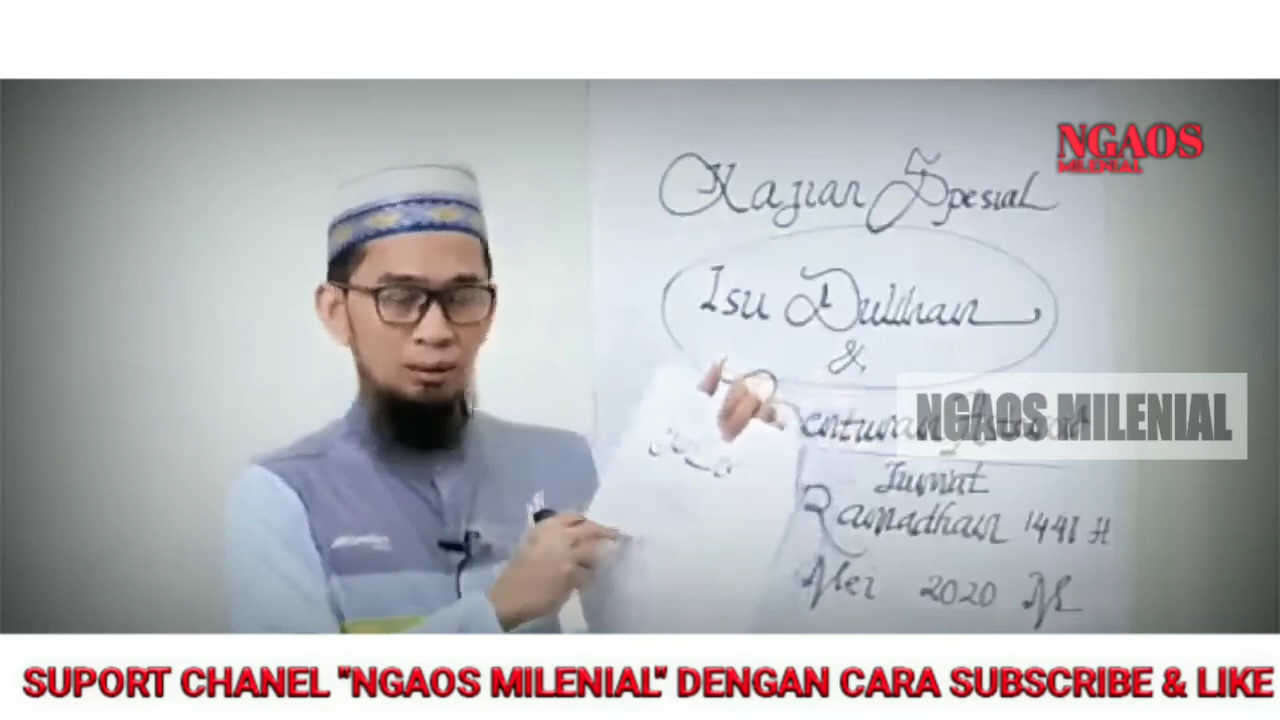 NGAOS
MILENIAL
Kajian Spesial
Isu Dukhan
&
NGAOS MILENIAL
Jumat
Ramadhan 1441 H
Mei 2020 M
SUPORT CHANEL "NGAOS MILENIAL" DENGAN CARA SUBSCRIBE & LIKE